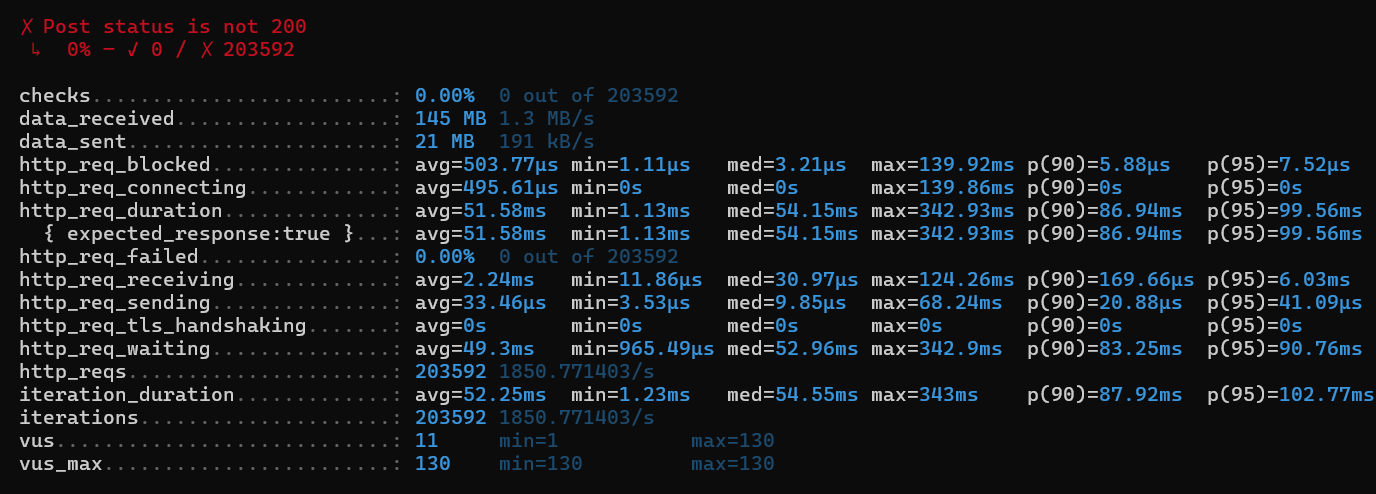 ✗ Post status is not 200
↳  0% — ✓ 0 / ✗ 203592
checks.........................: 0.00%  0 out of 203592
data_received..................: 145 MB 1.3 MB/s
data_sent......................: 21 MB  191 kB/s
http_req_blocked...............: avg=503.77µs min=1.11µs   med=3.21µs  max=139.92ms p(90)=5.88µs   p(95)=7.52µs
http_req_connecting............: avg=495.61µs min=0s       med=0s      max=139.86ms p(90)=0s       p(95)=0s
http_req_duration..............: avg=51.58ms  min=1.13ms   med=54.15ms max=342.93ms p(90)=86.94ms  p(95)=99.56ms
{ expected_response:true }...: avg=51.58ms  min=1.13ms   med=54.15ms max=342.93ms p(90)=86.94ms  p(95)=99.56ms
http_req_failed................: 0.00%  0 out of 203592
http_req_receiving.............: avg=2.24ms   min=11.86µs  med=30.97µs max=124.26ms p(90)=169.66µs p(95)=6.03ms
http_req_sending...............: avg=33.46µs  min=3.53µs   med=9.85µs  max=68.24ms  p(90)=20.88µs  p(95)=41.09µs
http_req_tls_handshaking.......: avg=0s       min=0s       med=0s      max=0s       p(90)=0s       p(95)=0s
http_req_waiting...............: avg=49.3ms   min=965.49µs med=52.96ms max=342.9ms  p(90)=83.25ms  p(95)=90.76ms
http_reqs......................: 203592 1850.771403/s
iteration_duration.............: avg=52.25ms  min=1.23ms   med=54.55ms max=343ms    p(90)=87.92ms  p(95)=102.77ms
iterations.....................: 203592 1850.771403/s
vus............................: 11     min=1           max=130
vus_max........................: 130    min=130         max=130